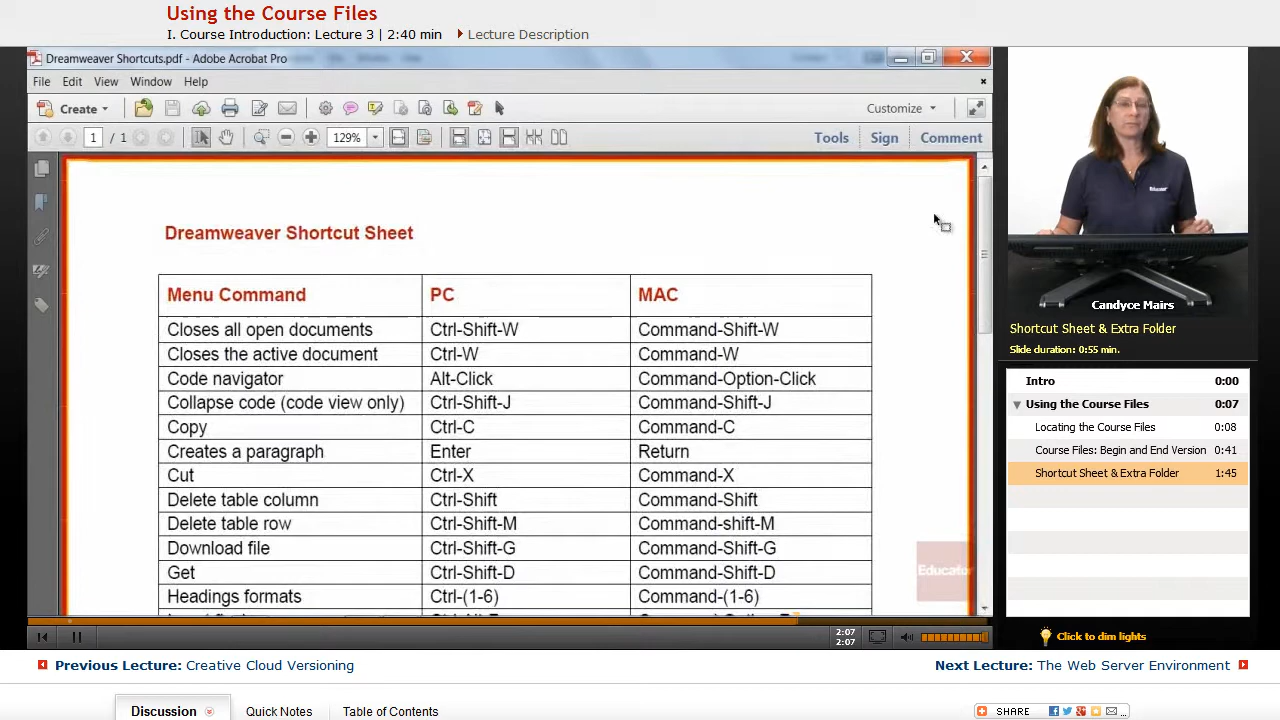 Using the Course Files
I. Course Introduction: Lecture 3 | 2:40 min
Lecture Description
Dreamweaver Shortcuts.pdf - Adobe Acrobat Pro
File Edit View Window Help
Create
Customize
1 / 1
129%
Tools Sign Comment
Dreamweaver Shortcut Sheet
Menu Command PC MAC
Closes all open documents Ctrl-Shift-W Command-Shift-W
Closes the active document Ctrl-W Command-W
Code navigator Alt-Click Command-Option-Click
Collapse code (code view only) Ctrl-Shift-J Command-Shift-J
Copy Ctrl-C Command-C
Creates a paragraph Enter Return
Cut Ctrl-X Command-X
Delete table column Ctrl-Shift Command-Shift
Delete table row Ctrl-Shift-M Command-shift-M
Download file Ctrl-Shift-G Command-Shift-G
Get Ctrl-Shift-D Command-Shift-D
Headings formats Ctrl-(1-6) Command-(1-6)
Educator
Educator
Candyce Mairs
Shortcut Sheet & Extra Folder
Slide duration: 0:55 min.
Intro 0:00
Using the Course Files 0:07
Locating the Course Files 0:08
Course Files: Begin and End Version 0:41
Shortcut Sheet & Extra Folder 1:45
2:07
2:07
Click to dim lights
Previous Lecture: Creative Cloud Versioning
Next Lecture: The Web Server Environment
Discussion
Quick Notes
Table of Contents
SHARE